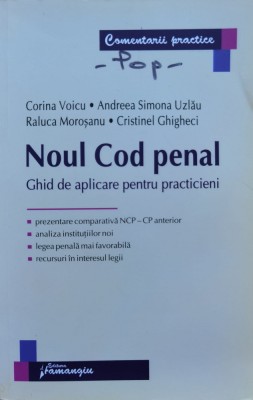 Comentarii practice
- Pop -
Corina Voicu • Andreea Simona Uzlău
Raluca Moroșanu • Cristinel Ghigheci
Noul Cod penal
Ghid de aplicare pentru practicieni
prezentare comparativă NCP – CP anterior
analiza instituțiilor noi
legea penală mai favorabilă
recursuri în interesul legii
Editura
Hamangiu